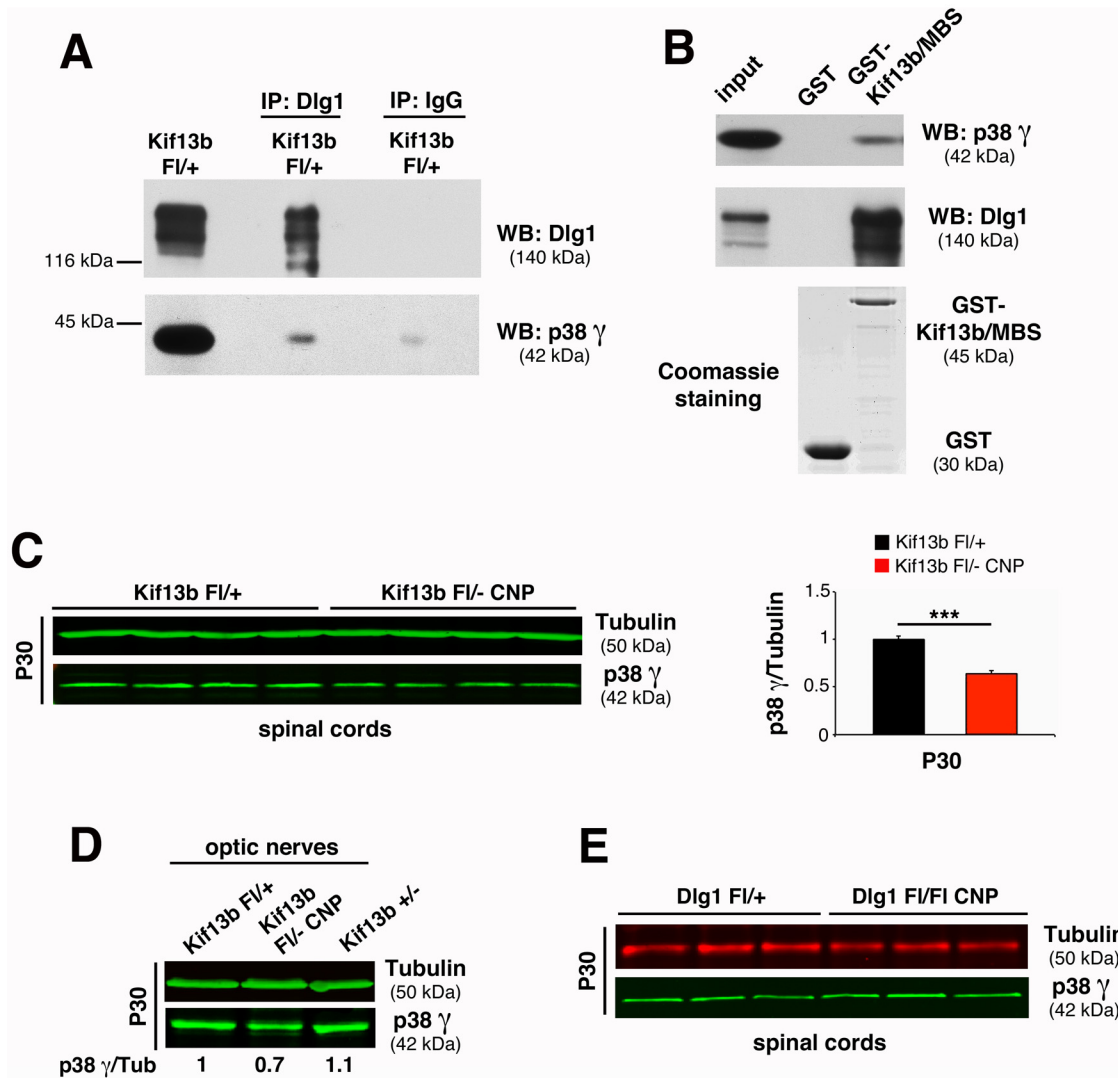 A
IP: Dlg1
IP: IgG
Kif13b
Fl/+
Kif13b
Fl/+
Kif13b
Fl/+
116 kDa
WB: Dlg1
(140 kDa)
45 kDa
WB: p38 γ
(42 kDa)
B
input
GST
GST-
Kif13b/MBS
WB: p38 γ
(42 kDa)
WB: Dlg1
(140 kDa)
GST-
Kif13b/MBS
(45 kDa)
Coomassie
staining
GST
(30 kDa)
C
Kif13b Fl/+
Kif13b Fl/- CNP
P30
Tubulin
(50 kDa)
p38 γ
(42 kDa)
spinal cords
Kif13b Fl/+
Kif13b Fl/- CNP
p38 γ/Tubulin
1.5
1
0.5
0
***
P30
D
optic nerves
Kif13b Fl/+
Kif13b
Fl/- CNP
Kif13b +/-
P30
Tubulin
(50 kDa)
p38 γ
(42 kDa)
p38 γ/Tub 1 0.7 1.1
E
Dlg1 Fl/+
Dlg1 Fl/Fl CNP
P30
Tubulin
(50 kDa)
p38 γ
(42 kDa)
spinal cords